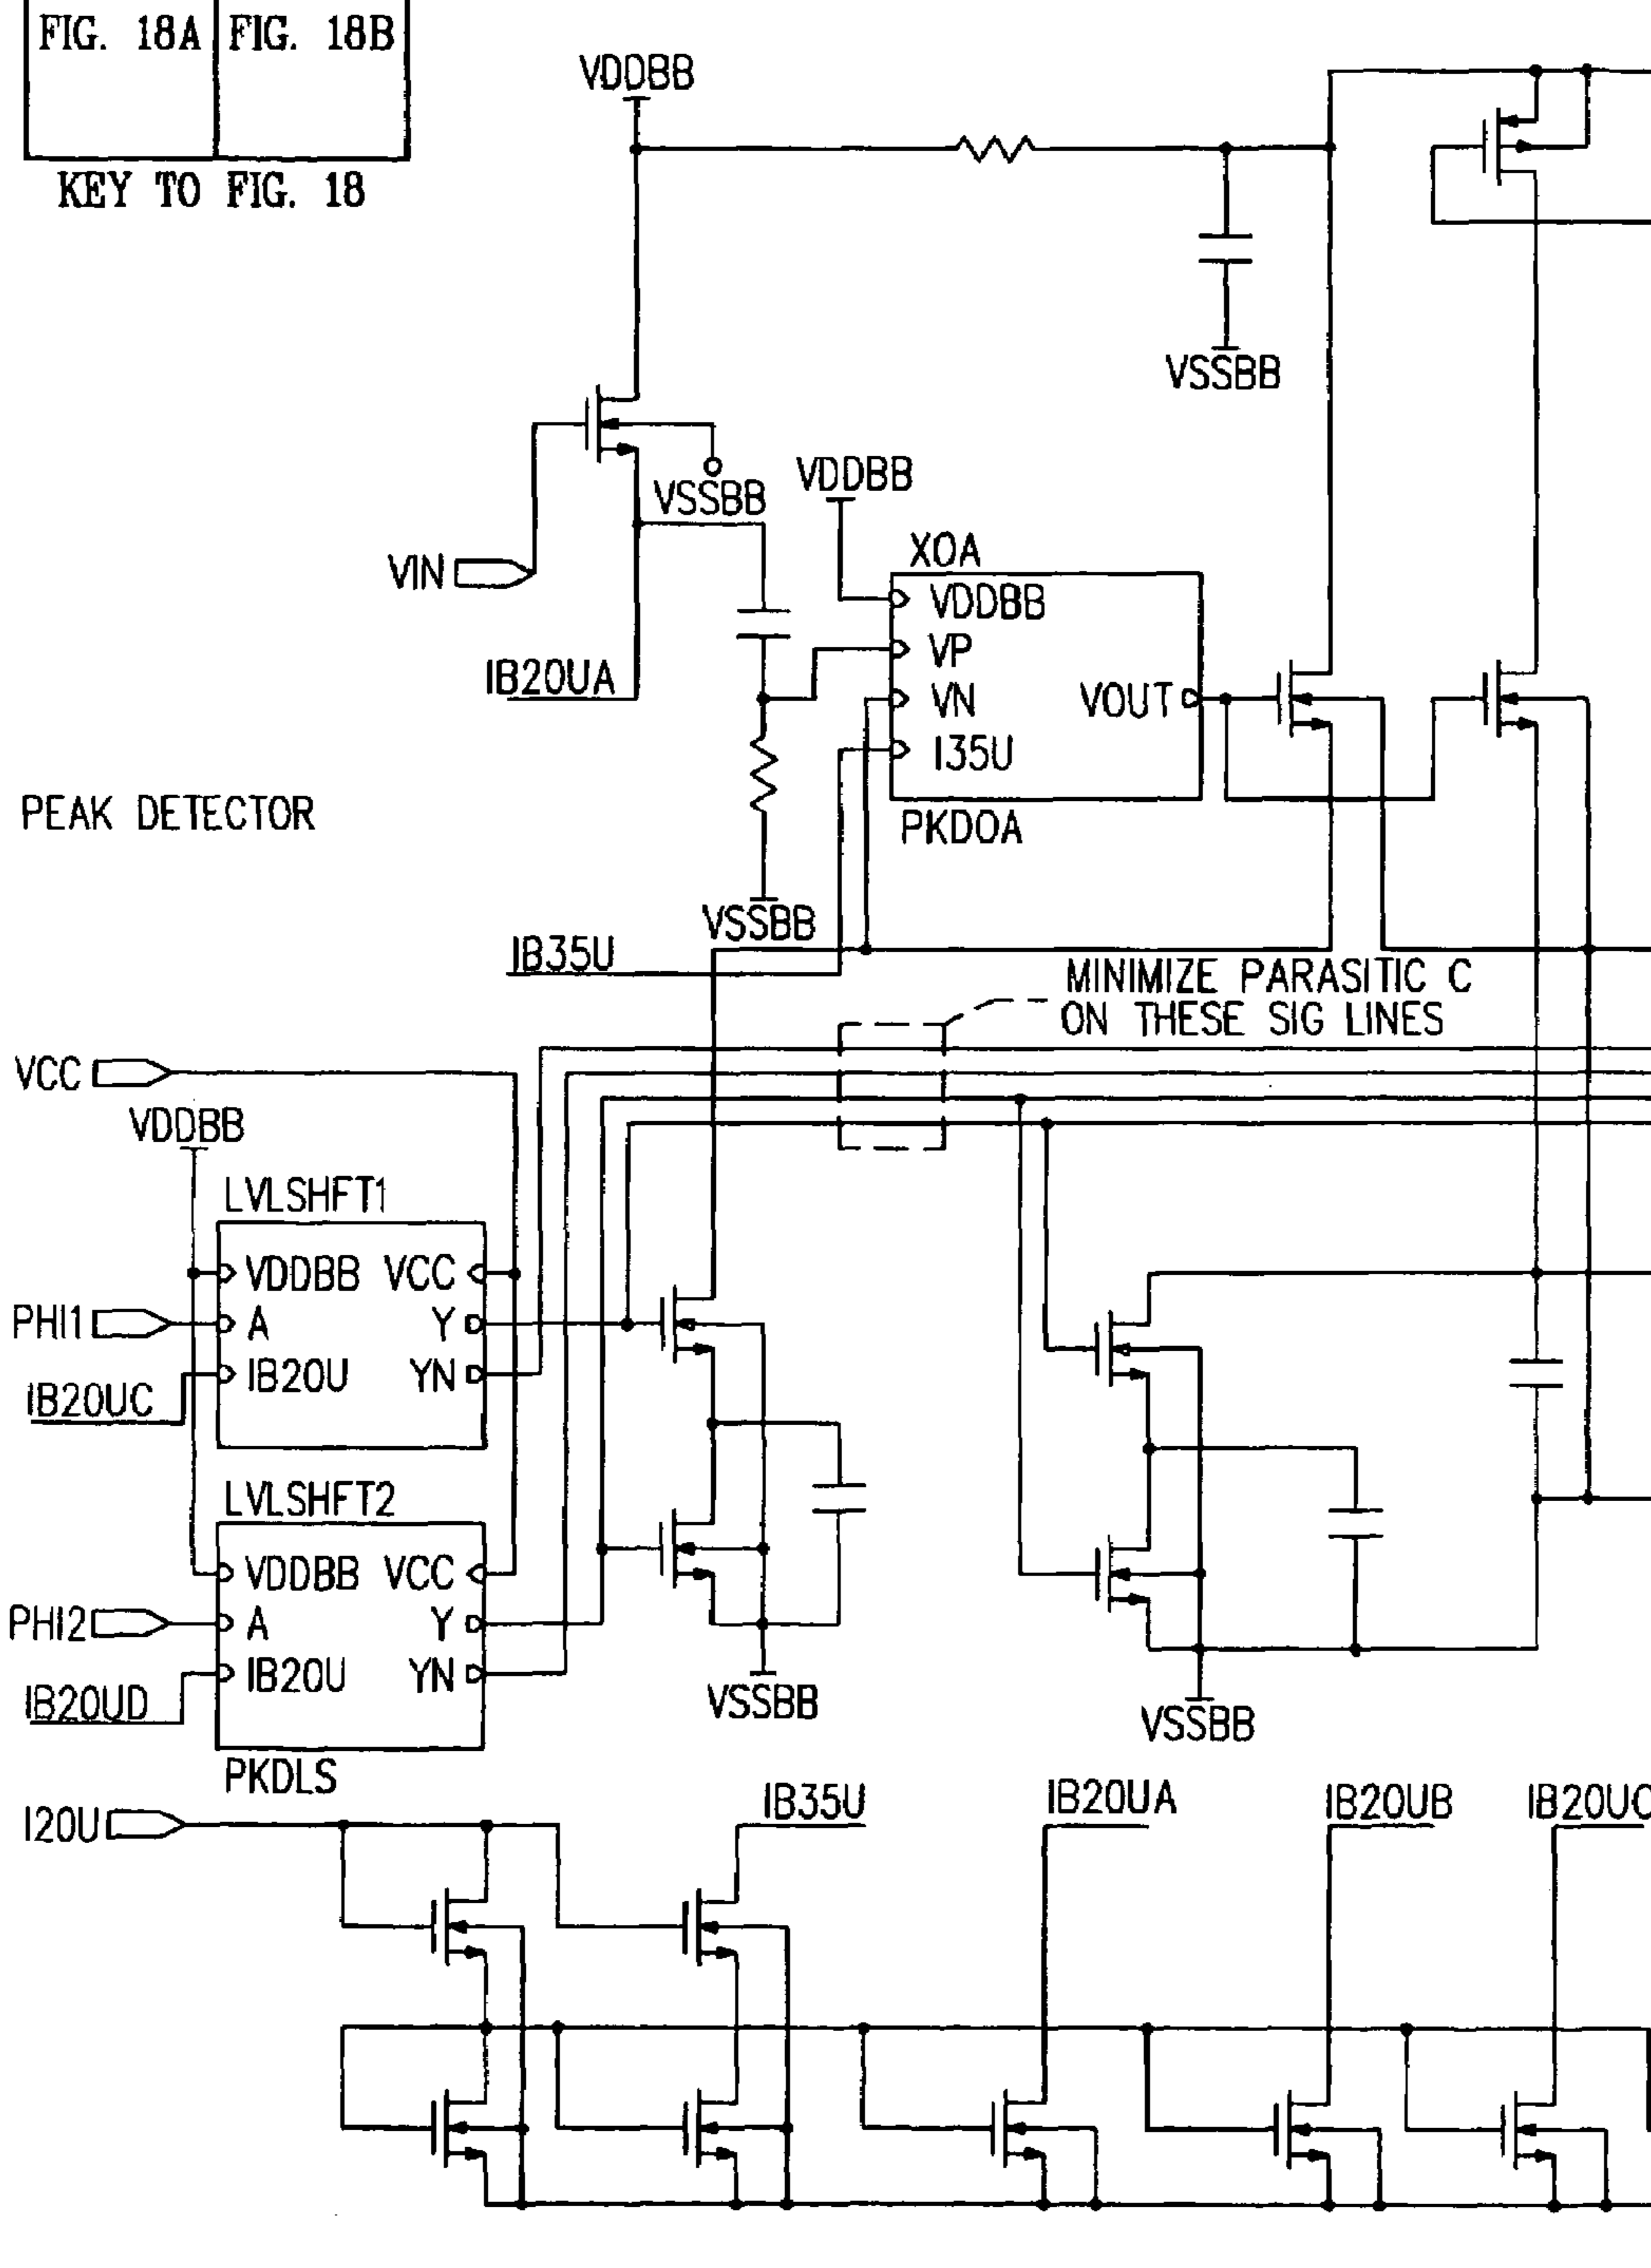 FIG. 18A FIG. 18B
KEY TO FIG. 18
VDDBB
VSSBB
VSSBB
VDDBB
VIN
XOA
VDDBB
VP
VN
I35U
VOUT
PKDOA
IB20UA
PEAK DETECTOR
VSSBB
IB35U
MINIMIZE PARASITIC C
ON THESE SIG LINES
VCC
VDDBB
LVLSHFT1
VDDBB VCC
PHI1
A Y
IB20U YN
IB20UC
LVLSHFT2
VDDBB VCC
PHI2
A Y
IB20U YN
IB20UD
PKDLS
VSSBB
VSSBB
I20U
IB35U
IB20UA
IB20UB
IB20UC